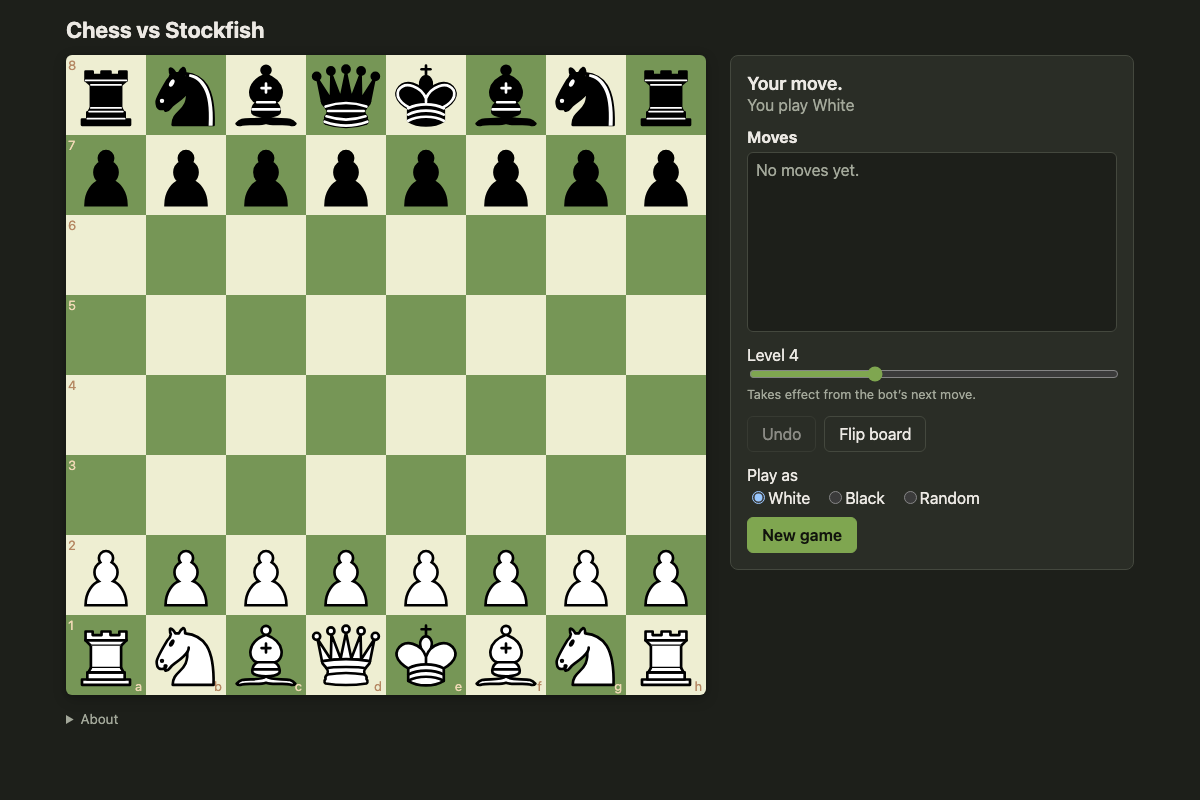 Chess vs Stockfish
8
7
6
5
4
3
2
1
a b c d e f g h
About
Your move.
You play White
Moves
No moves yet.
Level 4
Takes effect from the bot's next move.
Undo Flip board
Play as
White Black Random
New game